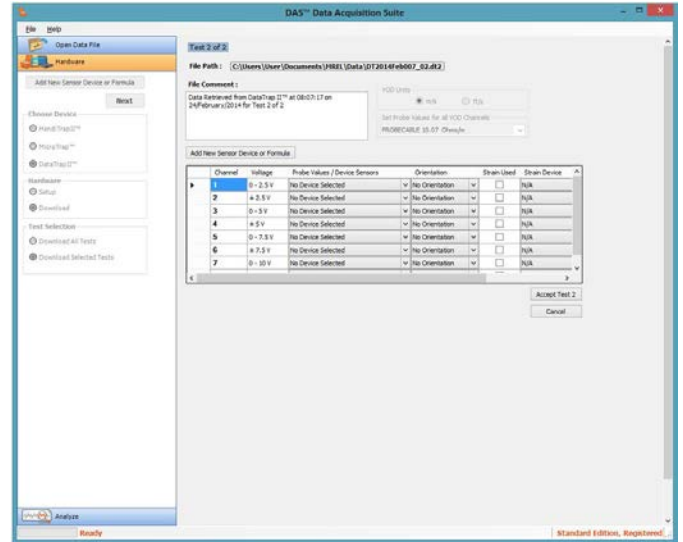 DAS™ Data Acquisition Suite
File Help
Open Data File
Hardware
Add New Sensor Device or Formula
Reset
Choose Device
HandiTrap II™
MicroTrap™
DataTrap II™
Hardware
Setup
Download
Test Selection
Download All Tests
Download Selected Tests
Analyze
Test 2 of 2
File Path : C:\Users\User\Documents\MREL\Data\DT2014Feb007_02.dt2
File Comment :
Data Retrieved from DataTrap II™ at 08:07:17 on
24/February/2014 for Test 2 of 2
VOD Units
m/s ft/s
Set Probe Values for all VOD Channels
PROBECABLE 10.07 Ohms/m
Add New Sensor Device or Formula
Channel Voltage Probe Values / Device Sensors Orientation Strain Used Strain Device
1 0 - 2.5 V No Device Selected No Orientation N/A
2 ± 2.5 V No Device Selected No Orientation N/A
3 0 - 5 V No Device Selected No Orientation N/A
4 ± 5 V No Device Selected No Orientation N/A
5 0 - 7.5 V No Device Selected No Orientation N/A
6 ± 7.5 V No Device Selected No Orientation N/A
7 0 - 10 V No Device Selected No Orientation N/A
Accept Test 2
Cancel
Ready
Standard Edition, Registered